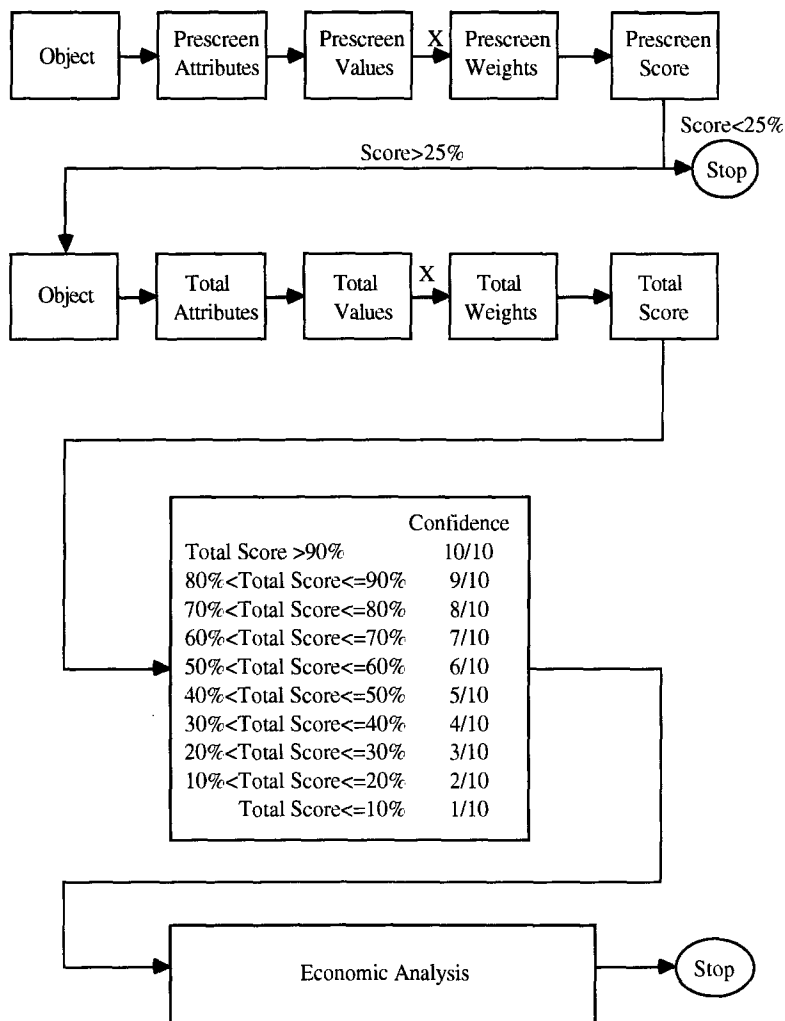 Object
Prescreen
Attributes
Prescreen
Values
X
Prescreen
Weights
Prescreen
Score
Score<25%
Score>25%
Stop
Object
Total
Attributes
Total
Values
X
Total
Weights
Total
Score
Confidence
Total Score >90% 10/10
80%<Total Score<=90% 9/10
70%<Total Score<=80% 8/10
60%<Total Score<=70% 7/10
50%<Total Score<=60% 6/10
40%<Total Score<=50% 5/10
30%<Total Score<=40% 4/10
20%<Total Score<=30% 3/10
10%<Total Score<=20% 2/10
Total Score<=10% 1/10
Economic Analysis
Stop